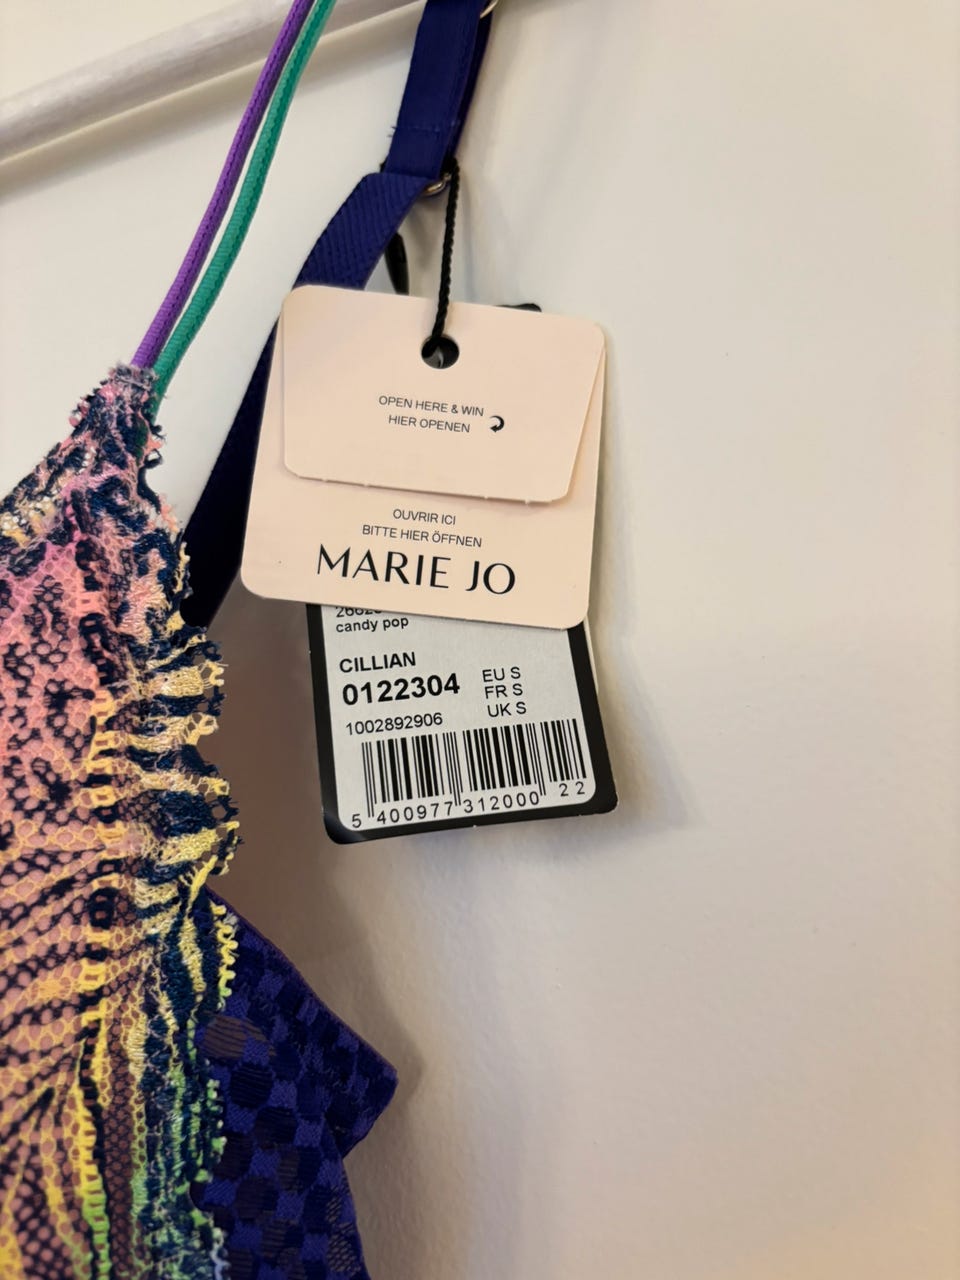 OPEN HERE & WIN
HIER OPENEN
OUVRIR ICI
BITTE HIER ÖFFNEN
MARIE JO
candy pop
CILLIAN
0122304
EU S
FR S
UK S
1002892906
5 400977 312000 22